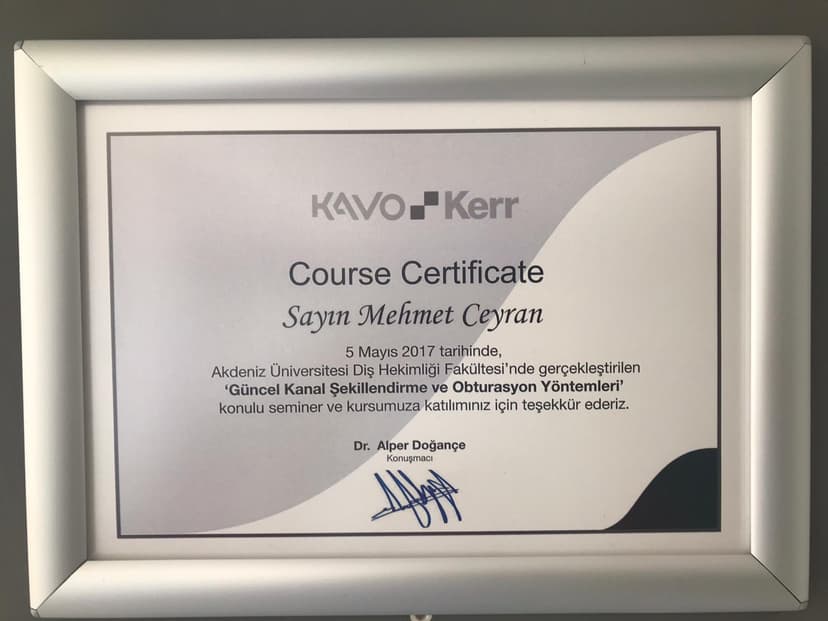 KAVO Kerr
Course Certificate
Sayın Mehmet Ceyran
5 Mayıs 2017 tarihinde,
Akdeniz Üniversitesi Diş Hekimliği Fakültesi'nde gerçekleştirilen
'Güncel Kanal Şekillendirme ve Obturasyon Yöntemleri'
konulu seminer ve kursumuza katılımınız için teşekkür ederiz.
Dr. Alper Doğançe
Konuşmacı